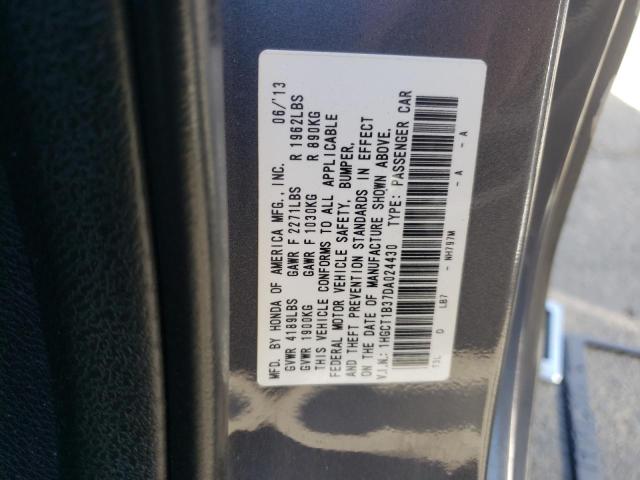 MFD. BY HONDA OF AMERICA MFG., INC. 06/'13
GVWR 4189LBS GAWR F 2271LBS R 1962LBS
GVWR 1900KG GAWR F 1030KG R 890KG
THIS VEHICLE CONFORMS TO ALL APPLICABLE
FEDERAL MOTOR VEHICLE SAFETY, BUMPER,
AND THEFT PREVENTION STANDARDS IN EFFECT
ON THE DATE OF MANUFACTURE SHOWN ABOVE.
V.I.N.: 1HGCT1B37DA024430 TYPE: PASSENGER CAR
T3L D LB7 - NH797M - A - A